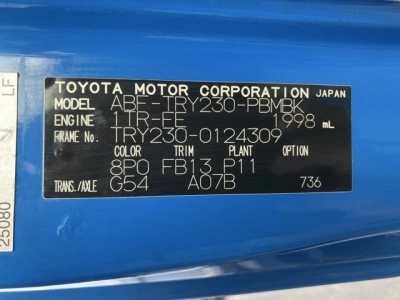 TOYOTA MOTOR CORPORATION JAPAN
MODEL ABF-TRY230-PBMBK
ENGINE 1TR-FE 1998 mL
FRAME No. TRY230-0124309
COLOR TRIM PLANT OPTION
8P0 FB13 P11
TRANS./AXLE G54 A07B 736
LF
25080